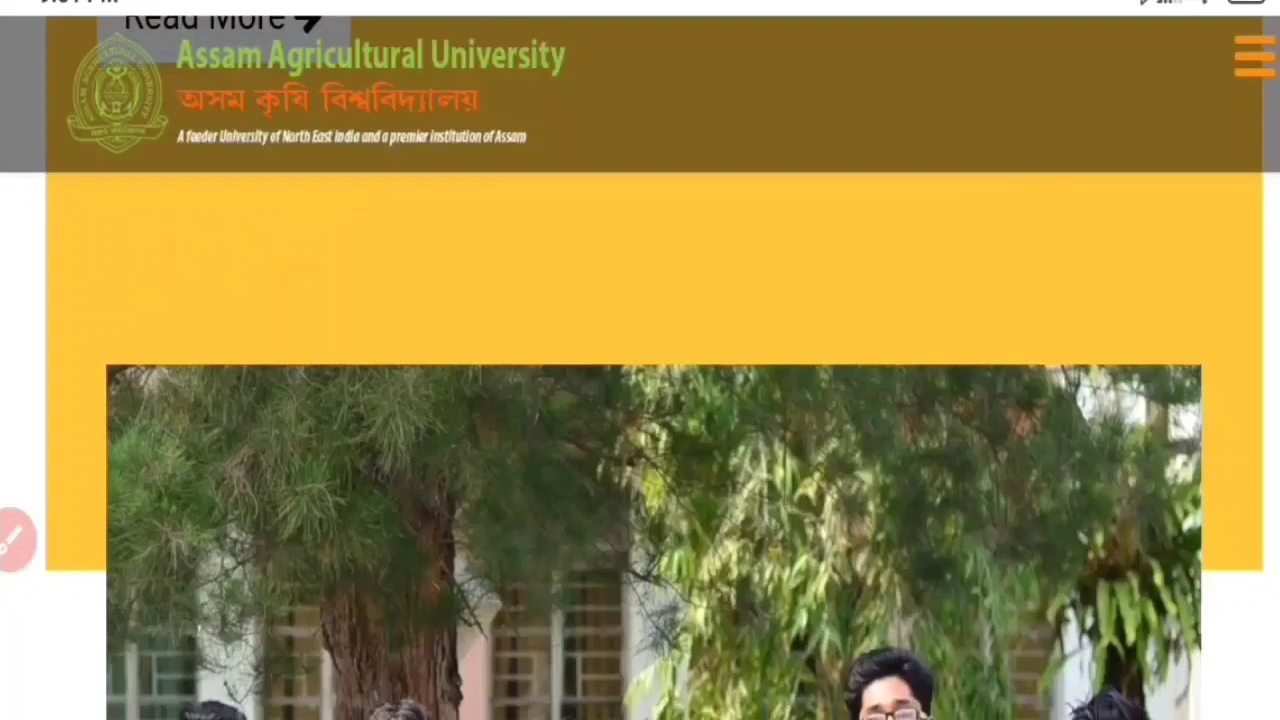 Read More
Assam Agricultural University
অসম কৃষি বিশ্ববিদ্যালয়
A feeder University of North East India and a premier institution of Assam